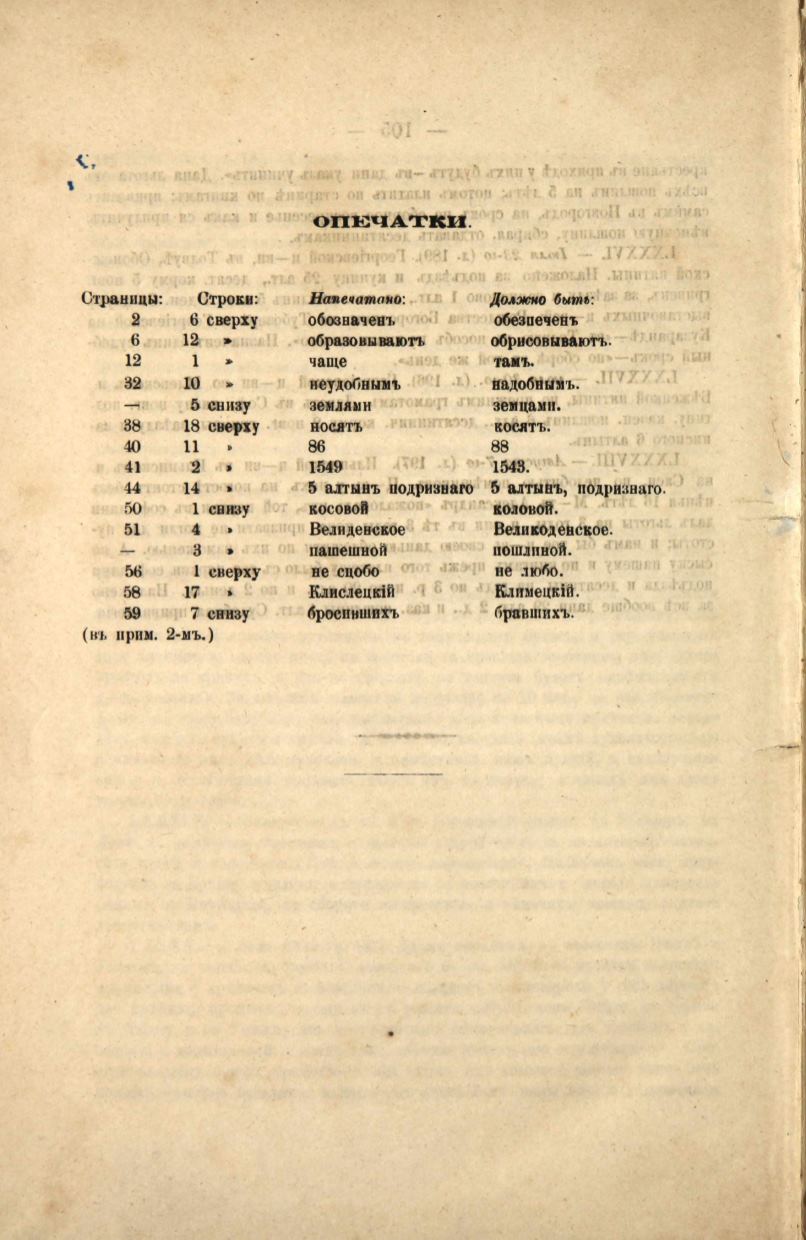 ОПЕЧАТКИ.
Страницы: Строки: Напечатано: Должно быть:
2 6 сверху обозначенъ обезпеченъ
6 12 » образовываютъ обрисовываютъ.
12 1 » чаще тамъ.
32 10 » неудобнымъ надобнымъ.
— 5 снизу землями земцами.
38 18 сверху носятъ косятъ.
40 11 » 86 88
41 2 » 1549 1543.
44 14 » 5 алтынъ подризнаго 5 алтынъ, подризнаго.
50 1 снизу косовой коловой.
51 4 » Велиденское Великоденское.
— 3 » пашешной пошлиной.
56 1 сверху не сцобо не любо.
58 17 » Клислецкій Климецкій.
59 7 снизу бросившихъ бравшихъ.
(въ прим. 2-мъ.)